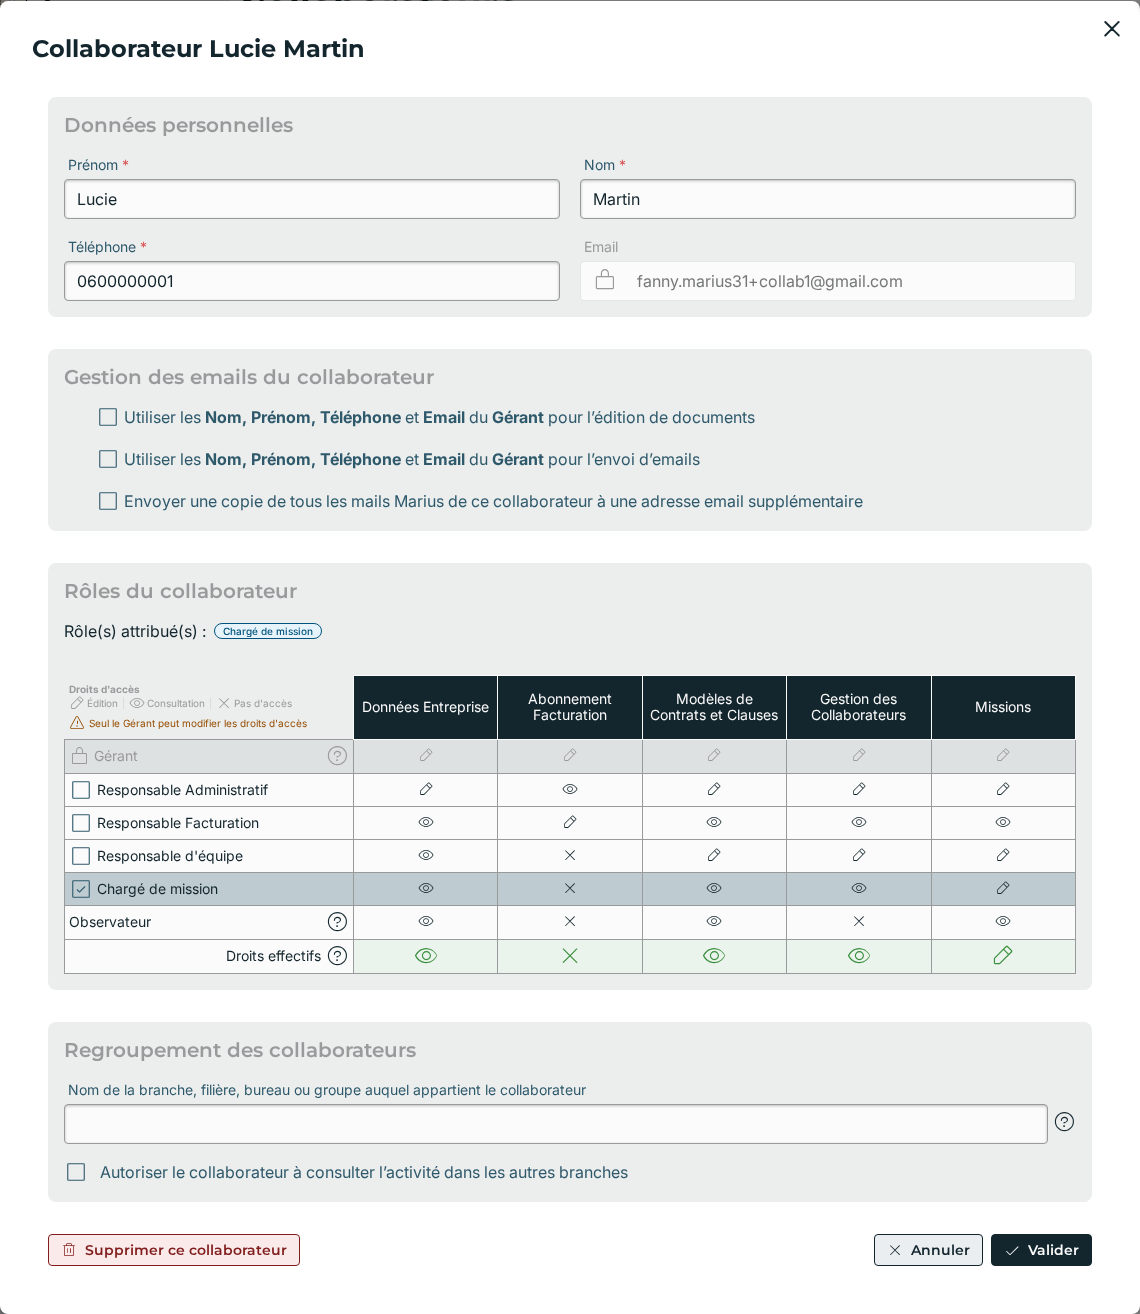 Collaborateur Lucie Martin
Données personnelles
Prénom *
Nom *
Lucie
Martin
Téléphone *
Email
0600000001
fanny.marius31+collab1@gmail.com
Gestion des emails du collaborateur
Utiliser les Nom, Prénom, Téléphone et Email du Gérant pour l’édition de documents
Utiliser les Nom, Prénom, Téléphone et Email du Gérant pour l’envoi d’emails
Envoyer une copie de tous les mails Marius de ce collaborateur à une adresse email supplémentaire
Rôles du collaborateur
Rôle(s) attribué(s) : Chargé de mission
Droits d'accès
Édition Consultation Pas d'accès
Seul le Gérant peut modifier les droits d'accès
Données Entreprise
Abonnement
Facturation
Modèles de
Contrats et Clauses
Gestion des
Collaborateurs
Missions
Gérant
Responsable Administratif
Responsable Facturation
Responsable d'équipe
Chargé de mission
Observateur
Droits effectifs
Regroupement des collaborateurs
Nom de la branche, filière, bureau ou groupe auquel appartient le collaborateur
Autoriser le collaborateur à consulter l’activité dans les autres branches
Supprimer ce collaborateur
Annuler
Valider